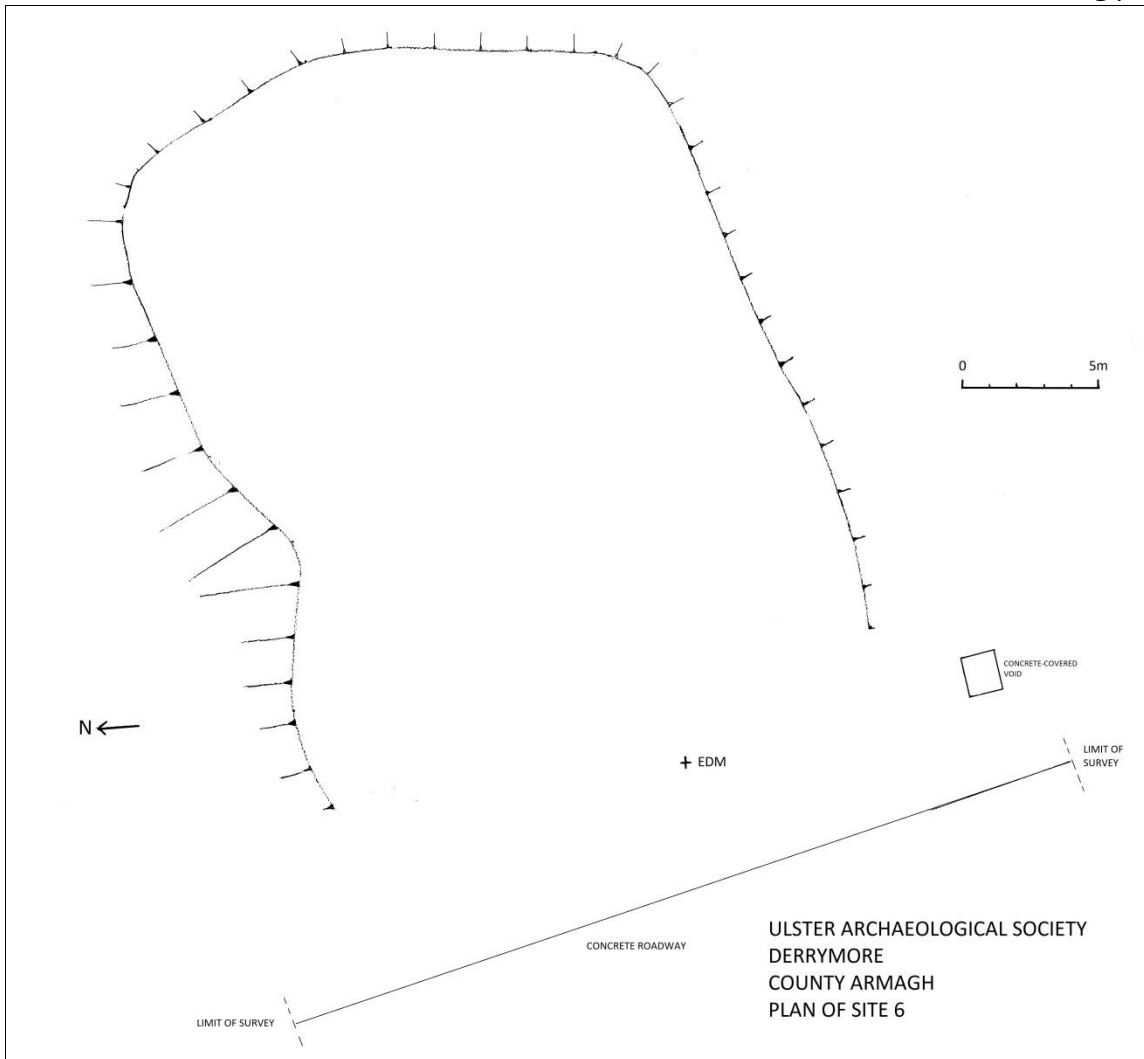 0 5m
CONCRETE-COVERED
VOID
N
EDM
LIMIT OF
SURVEY
CONCRETE ROADWAY
LIMIT OF SURVEY
ULSTER ARCHAEOLOGICAL SOCIETY
DERRYMORE
COUNTY ARMAGH
PLAN OF SITE 6